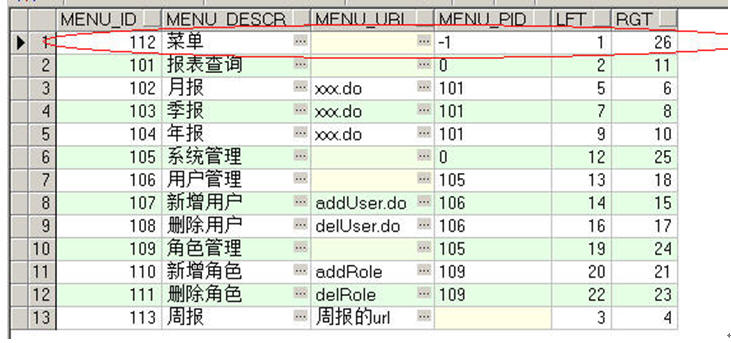 MENU_ID MENU_DESCR MENU_URL MENU_PID LFT RGT
1 112 菜单 ... ... -1 1 26
2 101 报表查询 ... ... 0 2 11
3 102 月报 ... xxx.do ... 101 5 6
4 103 季报 ... xxx.do ... 101 7 8
5 104 年报 ... xxx.do ... 101 9 10
6 105 系统管理 ... ... 0 12 25
7 106 用户管理 ... ... 105 13 18
8 107 新增用户 ... addUser.do ... 106 14 15
9 108 删除用户 ... delUser.do ... 106 16 17
10 109 角色管理 ... ... 105 19 24
11 110 新增角色 ... addRole ... 109 20 21
12 111 删除角色 ... delRole ... 109 22 23
13 113 周报 ... 周报的url ... 3 4